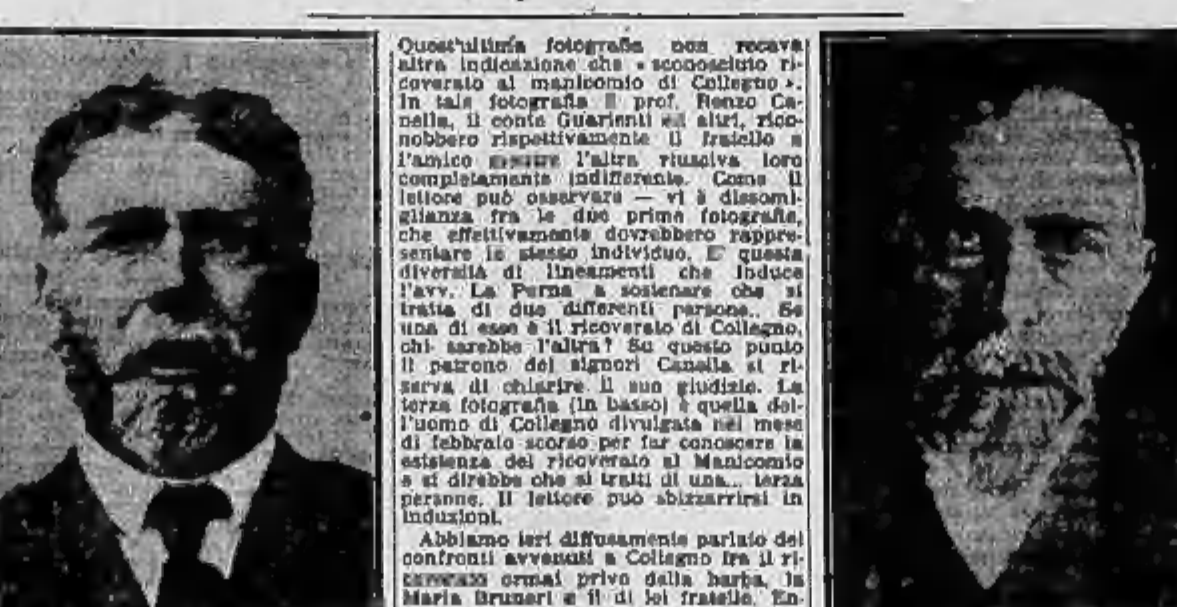 Quest'ultima fotografia non recava
altra indicazione che « sconosciuto ri-
coverato al manicomio di Collegno ».
In tale fotografia il prof. Renzo Ca-
nella, il conte Guarienti ed altri, rico-
nobbero rispettivamente il fratello e
l'amico mentre l'altra riusciva loro
completamente indifferente. Come il
lettore può osservare — vi è dissomi-
glianza fra le due prime fotografie,
che effettivamente dovrebbero rappre-
sentare lo stesso individuo. E' questa
diversità di lineamenti che induce
l'avv. La Purna a sostenere che si
tratta di due differenti persone.. Se
una di esse è il ricoverato di Collegno,
chi sarebbe l'altra? Su questo punto
il patrono dei signori Canella si ri-
serva di chiarire il suo giudizio. La
terza fotografia (in basso) è quella del-
l'uomo di Collegno divulgata nel mese
di febbraio scorso per far conoscere la
esistenza del ricoverato al Manicomio
e si direbbe che si tratti di una... terza
persona. Il lettore può sbizzarrirsi in
induzioni.
Abbiamo ieri diffusamente parlato dei
confronti avvenuti a Collegno fra il ri-
coverato ormai privo della barba, la
Maria Bruneri e il di lei fratello. En-